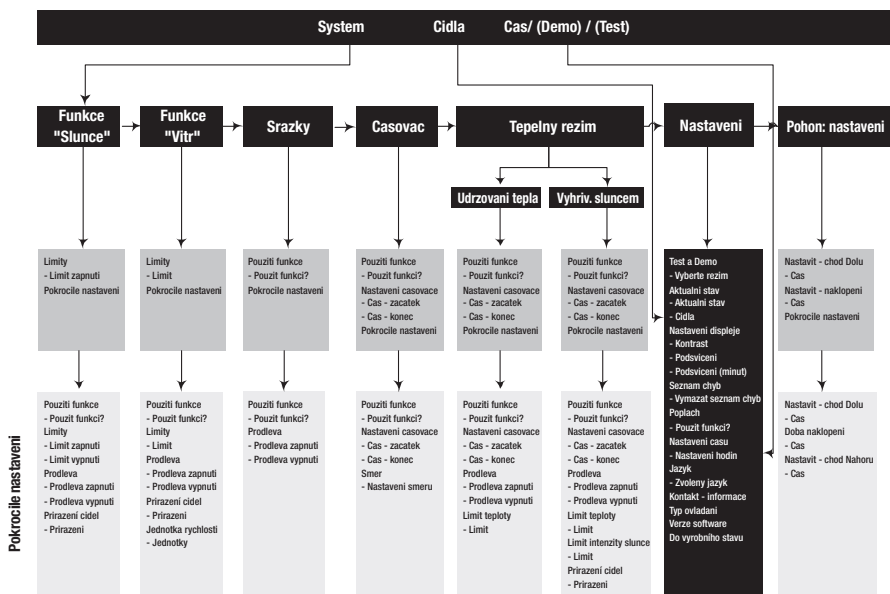 System Cidla Cas/ (Demo) / (Test)
Funkce
"Slunce"
Funkce
"Vitr"
Srazky
Casovac
Tepelny rezim
Nastaveni
Pohon: nastaveni
Udrzovani tepla
Vyhriv. sluncem
Limity
- Limit zapnuti
Pokrocile nastaveni
Limity
- Limit
Pokrocile nastaveni
Pouziti funkce
- Pouzit funkci?
Pokrocile nastaveni
Pouziti funkce
- Pouzit funkci?
Nastaveni casovace
- Cas - zacatek
- Cas - konec
Pokrocile nastaveni
Pouziti funkce
- Pouzit funkci?
Nastaveni casovace
- Cas - zacatek
- Cas - konec
Pokrocile nastaveni
Pouziti funkce
- Pouzit funkci?
Nastaveni casovace
- Cas - zacatek
- Cas - konec
Pokrocile nastaveni
Test a Demo
- Vyberte rezim
Aktualni stav
- Aktualni stav
- Cidla
Nastaveni displeje
- Kontrast
- Podsviceni
- Podsviceni (minut)
Seznam chyb
- Vymazat seznam chyb
Poplach
- Pouzit funkci?
Nastaveni casu
- Nastaveni hodin
Jazyk
- Zvoleny jazyk
Kontakt - informace
Typ ovladani
Verze software
Do vyrobního stavu
Nastavit - chod Dolu
- Cas
Nastavit - naklopeni
- Cas
Pokrocile nastaveni
Pokrocile nastaveni
Pouziti funkce
- Pouzit funkci?
Limity
- Limit zapnuti
- Limit vypnuti
Prodleva
- Prodleva zapnuti
- Prodleva vypnuti
Prirazeni cidel
- Prirazeni
Pouziti funkce
- Pouzit funkci?
Limity
- Limit
Prodleva
- Prodleva zapnuti
- Prodleva vypnuti
Prirazení cidel
- Prirazeni
Jednotka rychlosti
- Jednotky
Pouziti funkce
- Pouzit funkci?
Prodleva
- Prodleva zapnuti
- Prodleva vypnuti
Pouziti funkce
- Pouzit funkci?
Nastaveni casovace
- Cas - zacatek
- Cas - konec
Smer
- Nastaveni smeru
Pouziti funkce
- Pouzit funkci?
Nastaveni casovace
- Cas - zacatek
- Cas - konec
Prodleva
- Prodleva zapnuti
- Prodleva vypnuti
Limit teploty
- Limit
Pouziti funkce
- Pouzit funkci?
Nastaveni casovace
- Cas - zacatek
- Cas - konec
Prodleva
- Prodleva zapnuti
- Prodleva vypnuti
Limit teploty
- Limit
Limit intenzity slunce
- Limit
Prirazení cidel
- Prirazeni
Nastavit - chod Dolu
- Cas
Doba naklopeni
- Cas
Nastavit - chod Nahoru
- Cas